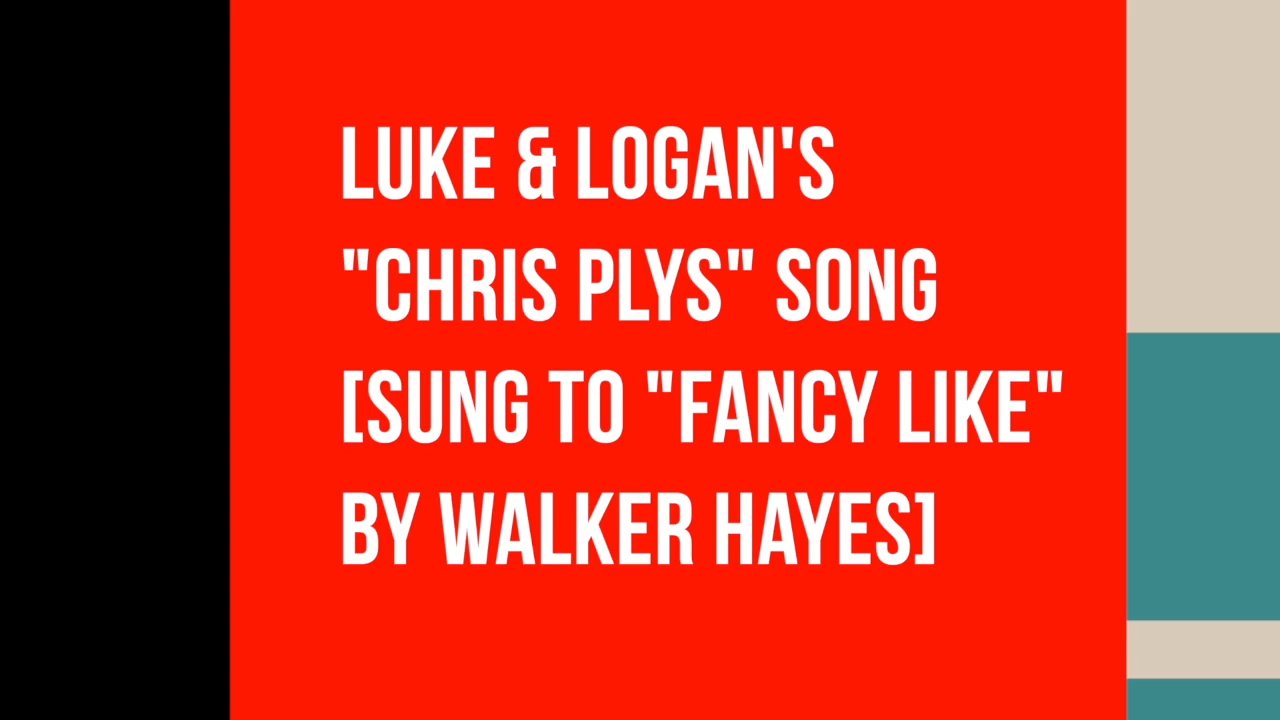 LUKE & LOGAN'S
"CHRIS PLYS" SONG
[SUNG TO "FANCY LIKE"
BY WALKER HAYES]